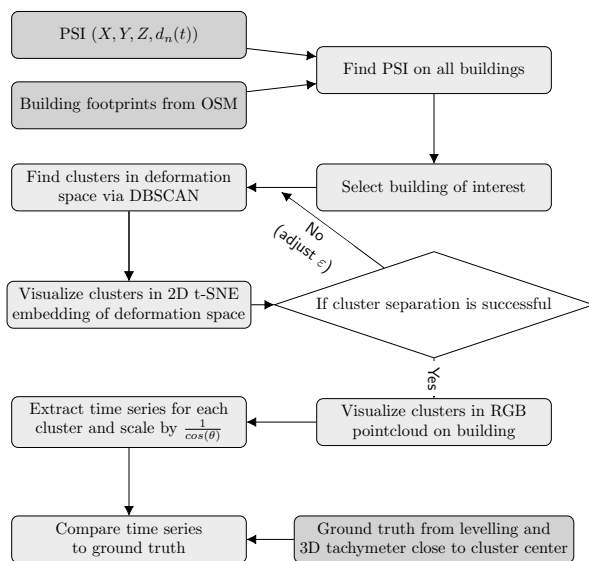 PSI (X, Y, Z, d_n(t))
Find PSI on all buildings
Building footprints from OSM
Find clusters in deformation
space via DBSCAN
Select building of interest
No
(adjust ε)
Visualize clusters in 2D t-SNE
embedding of deformation space
If cluster separation is successful
Yes
Extract time series for each
cluster and scale by 1/cos(θ)
Visualize clusters in RGB
pointcloud on building
Compare time series
to ground truth
Ground truth from levelling and
3D tachymeter close to cluster center